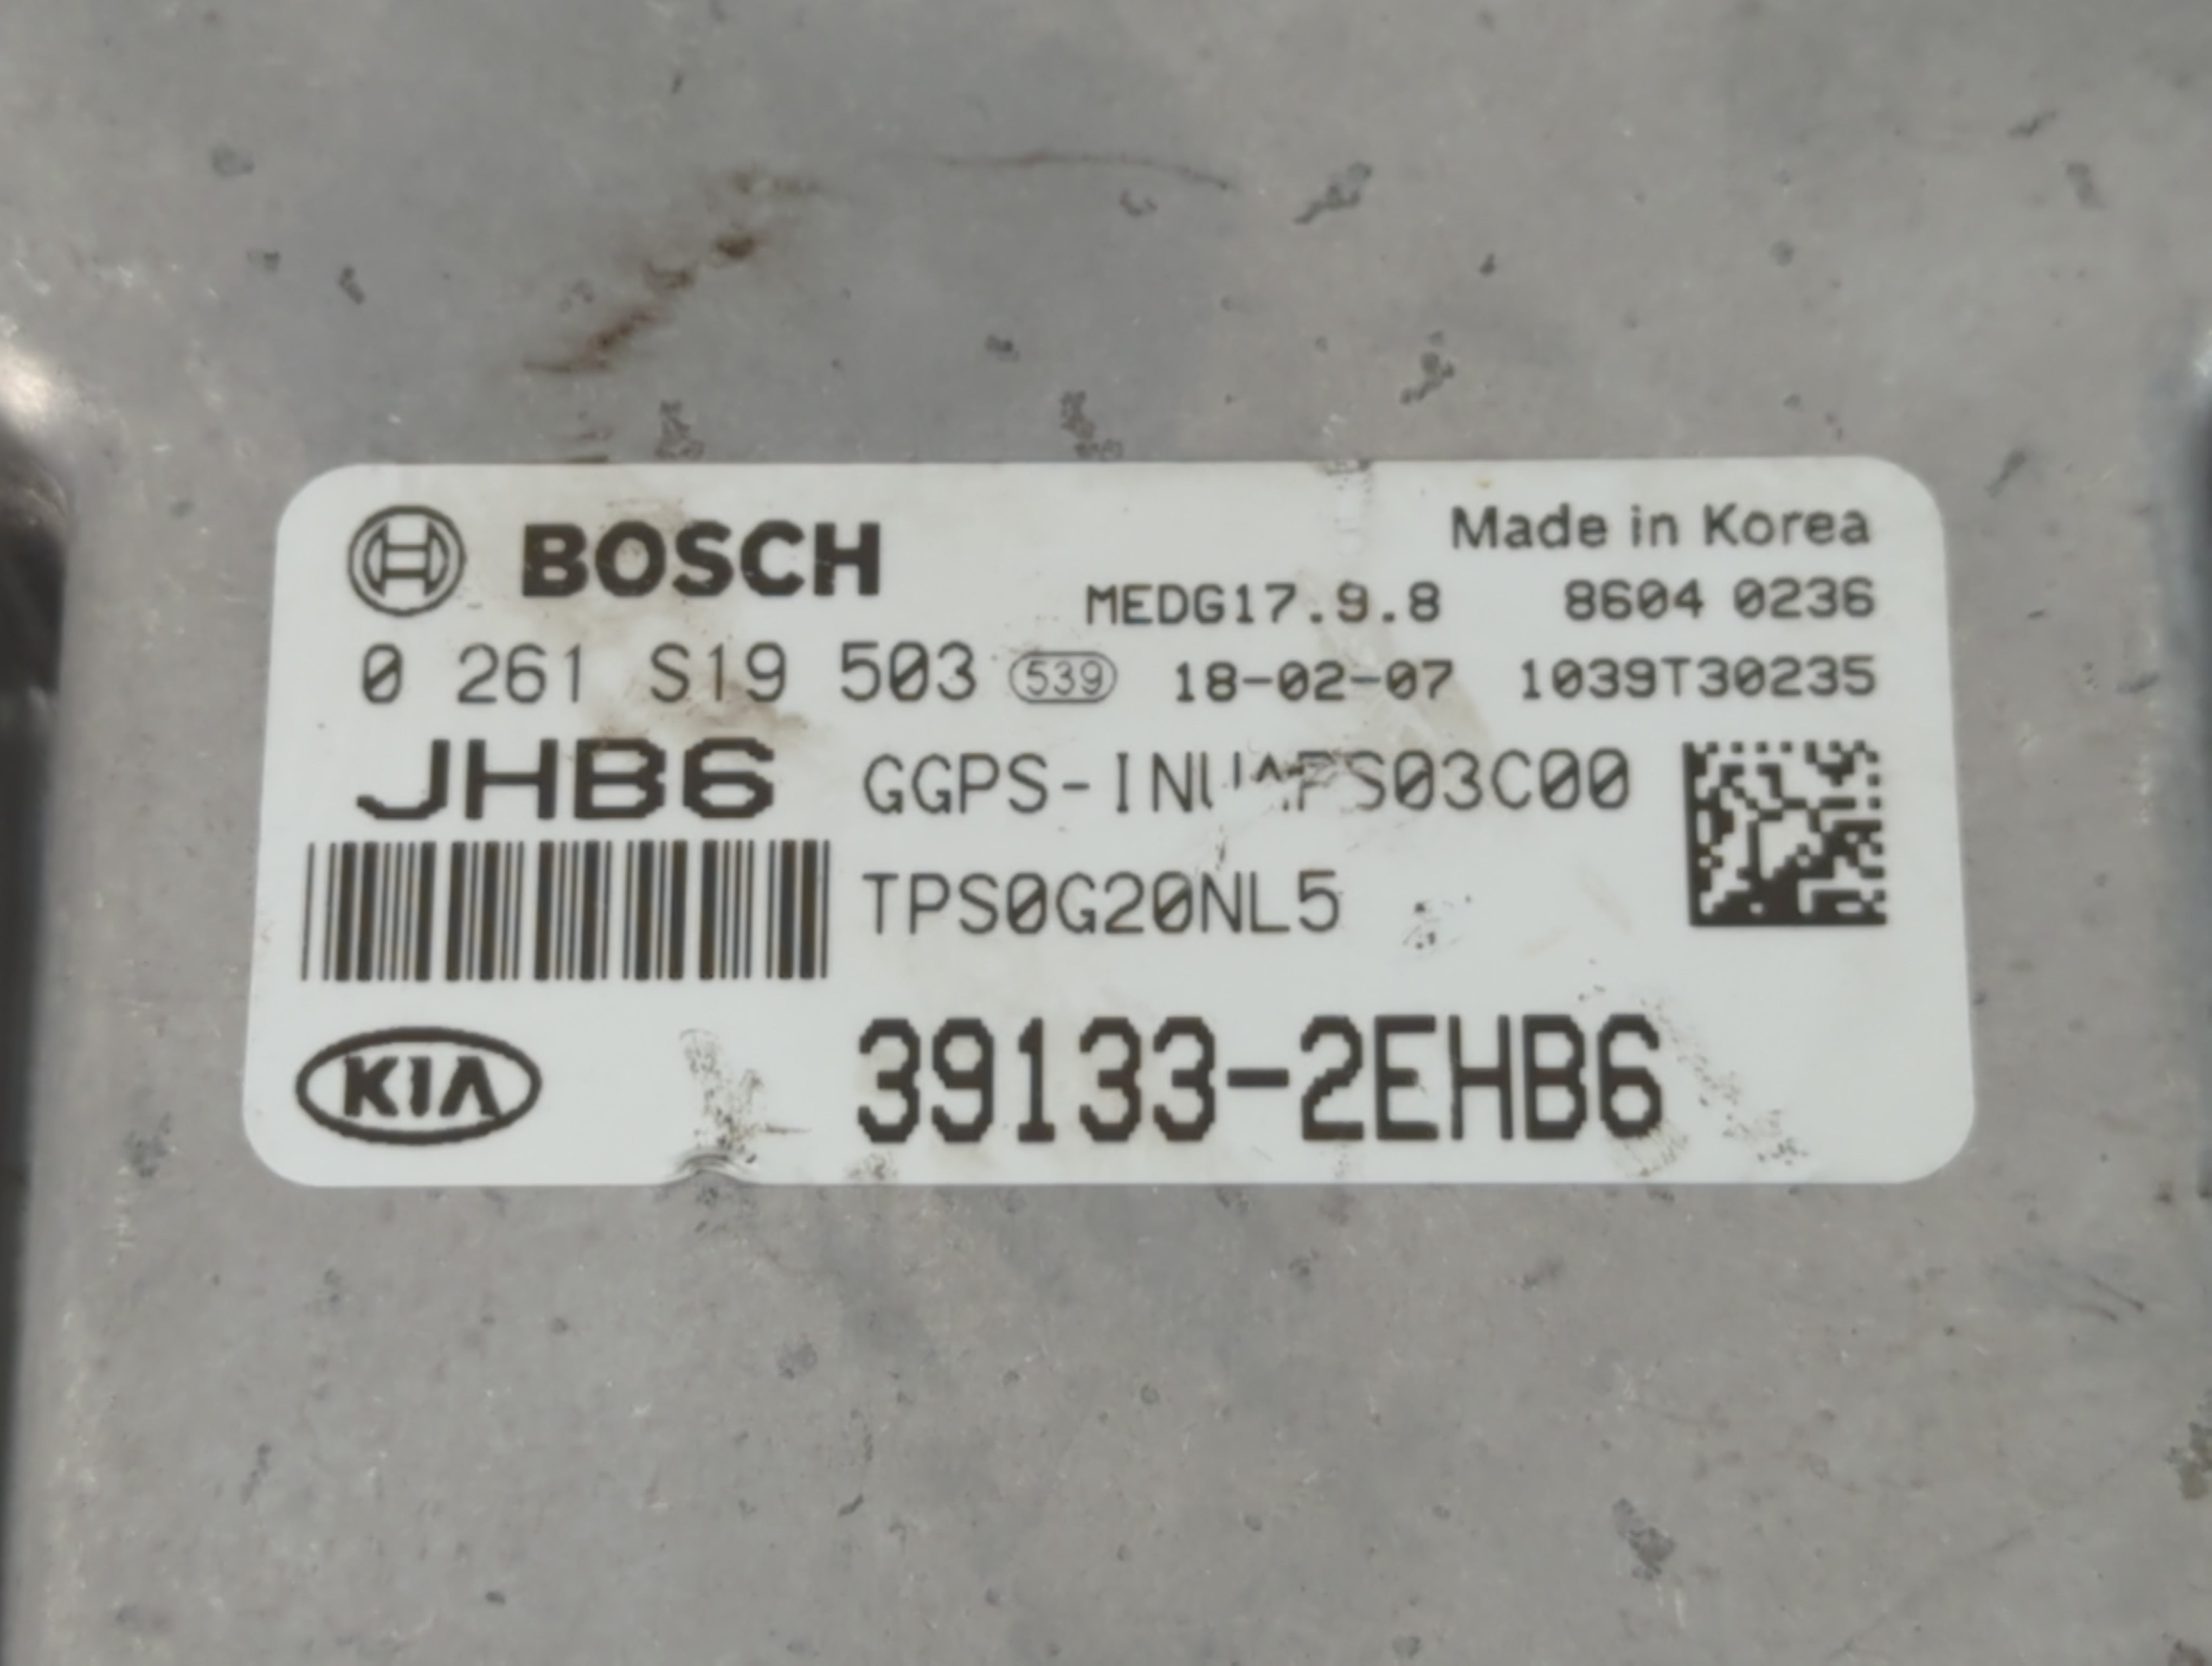 BOSCH
Made in Korea
MEDG17.9.8 8604 0236
0 261 S19 503 539 18-02-07 1039T30235
JHB6
TPS0G20NL5
KIA 39133-2EHB6